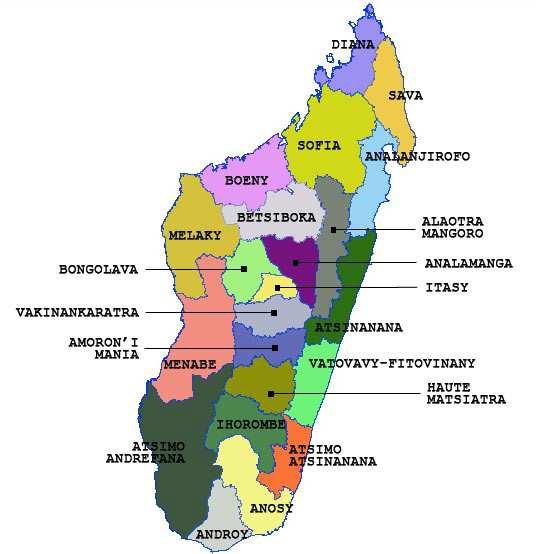 DIANA
SAVA
SOFIA
ANALANJIROFO
BOENY
BETSIBOKA
ALAOTRA
MANGORO
MELAKY
ANALAMANGA
BONGOLAVA
ITASY
VAKINANKARATRA
ATSINANANA
AMORON'I
MANIA
MENABE
VATOVAVY-FITOVINANY
HAUTE
MATSIATRA
IHOROMBE
ATSIMO
ANDREFANA
ATSIMO
ATSINANANA
ANOSY
ANDROY